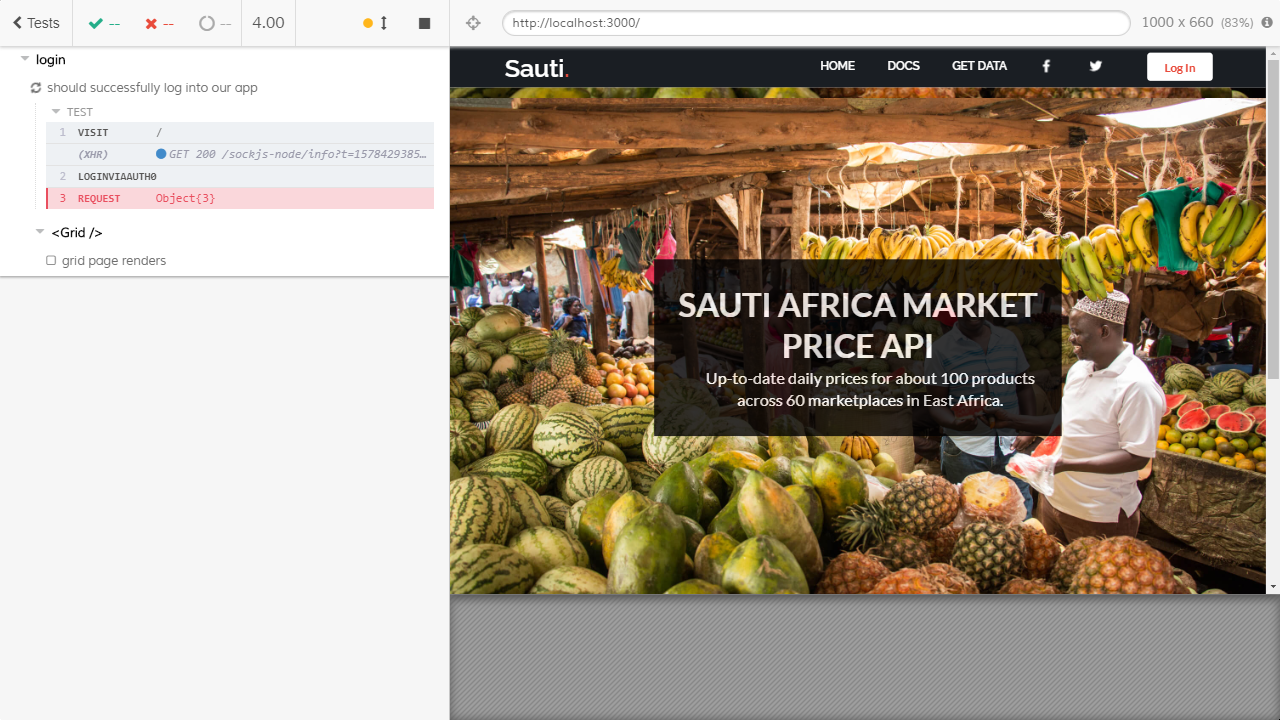 Tests
--
--
--
4.00
http://localhost:3000/
1000 x 660 (83%)
login
should successfully log into our app
TEST
1 VISIT /
(XHR) GET 200 /sockjs-node/info?t=1578429385…
2 LOGINVIAAUTH0
3 REQUEST Object{3}
<Grid />
grid page renders
Sauti.
HOME DOCS GET DATA Log In
SAUTI AFRICA MARKET
PRICE API
Up-to-date daily prices for about 100 products
across 60 marketplaces in East Africa.